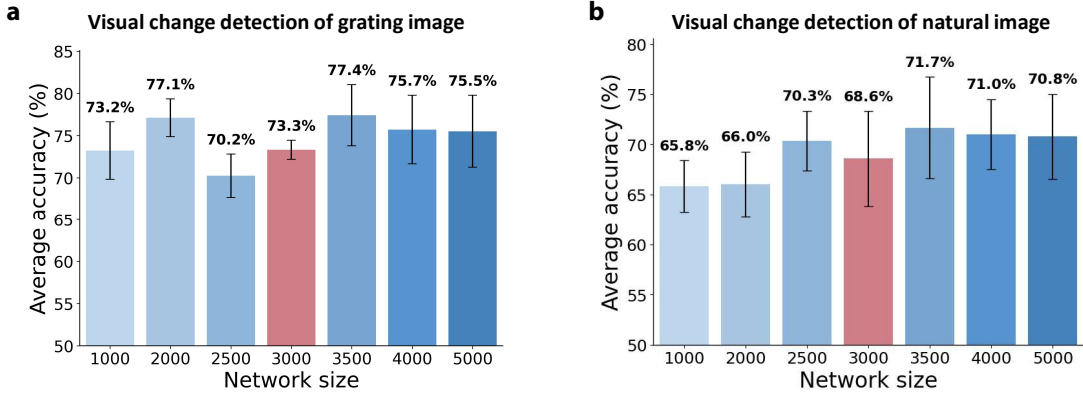 a
Visual change detection of grating image
Average accuracy (%)
85
80
75
70
65
60
55
50
73.2%
77.1%
70.2%
73.3%
77.4%
75.7%
75.5%
1000 2000 2500 3000 3500 4000 5000
Network size
b
Visual change detection of natural image
Average accuracy (%)
80
75
70
65
60
55
50
65.8%
66.0%
70.3%
68.6%
71.7%
71.0%
70.8%
1000 2000 2500 3000 3500 4000 5000
Network size